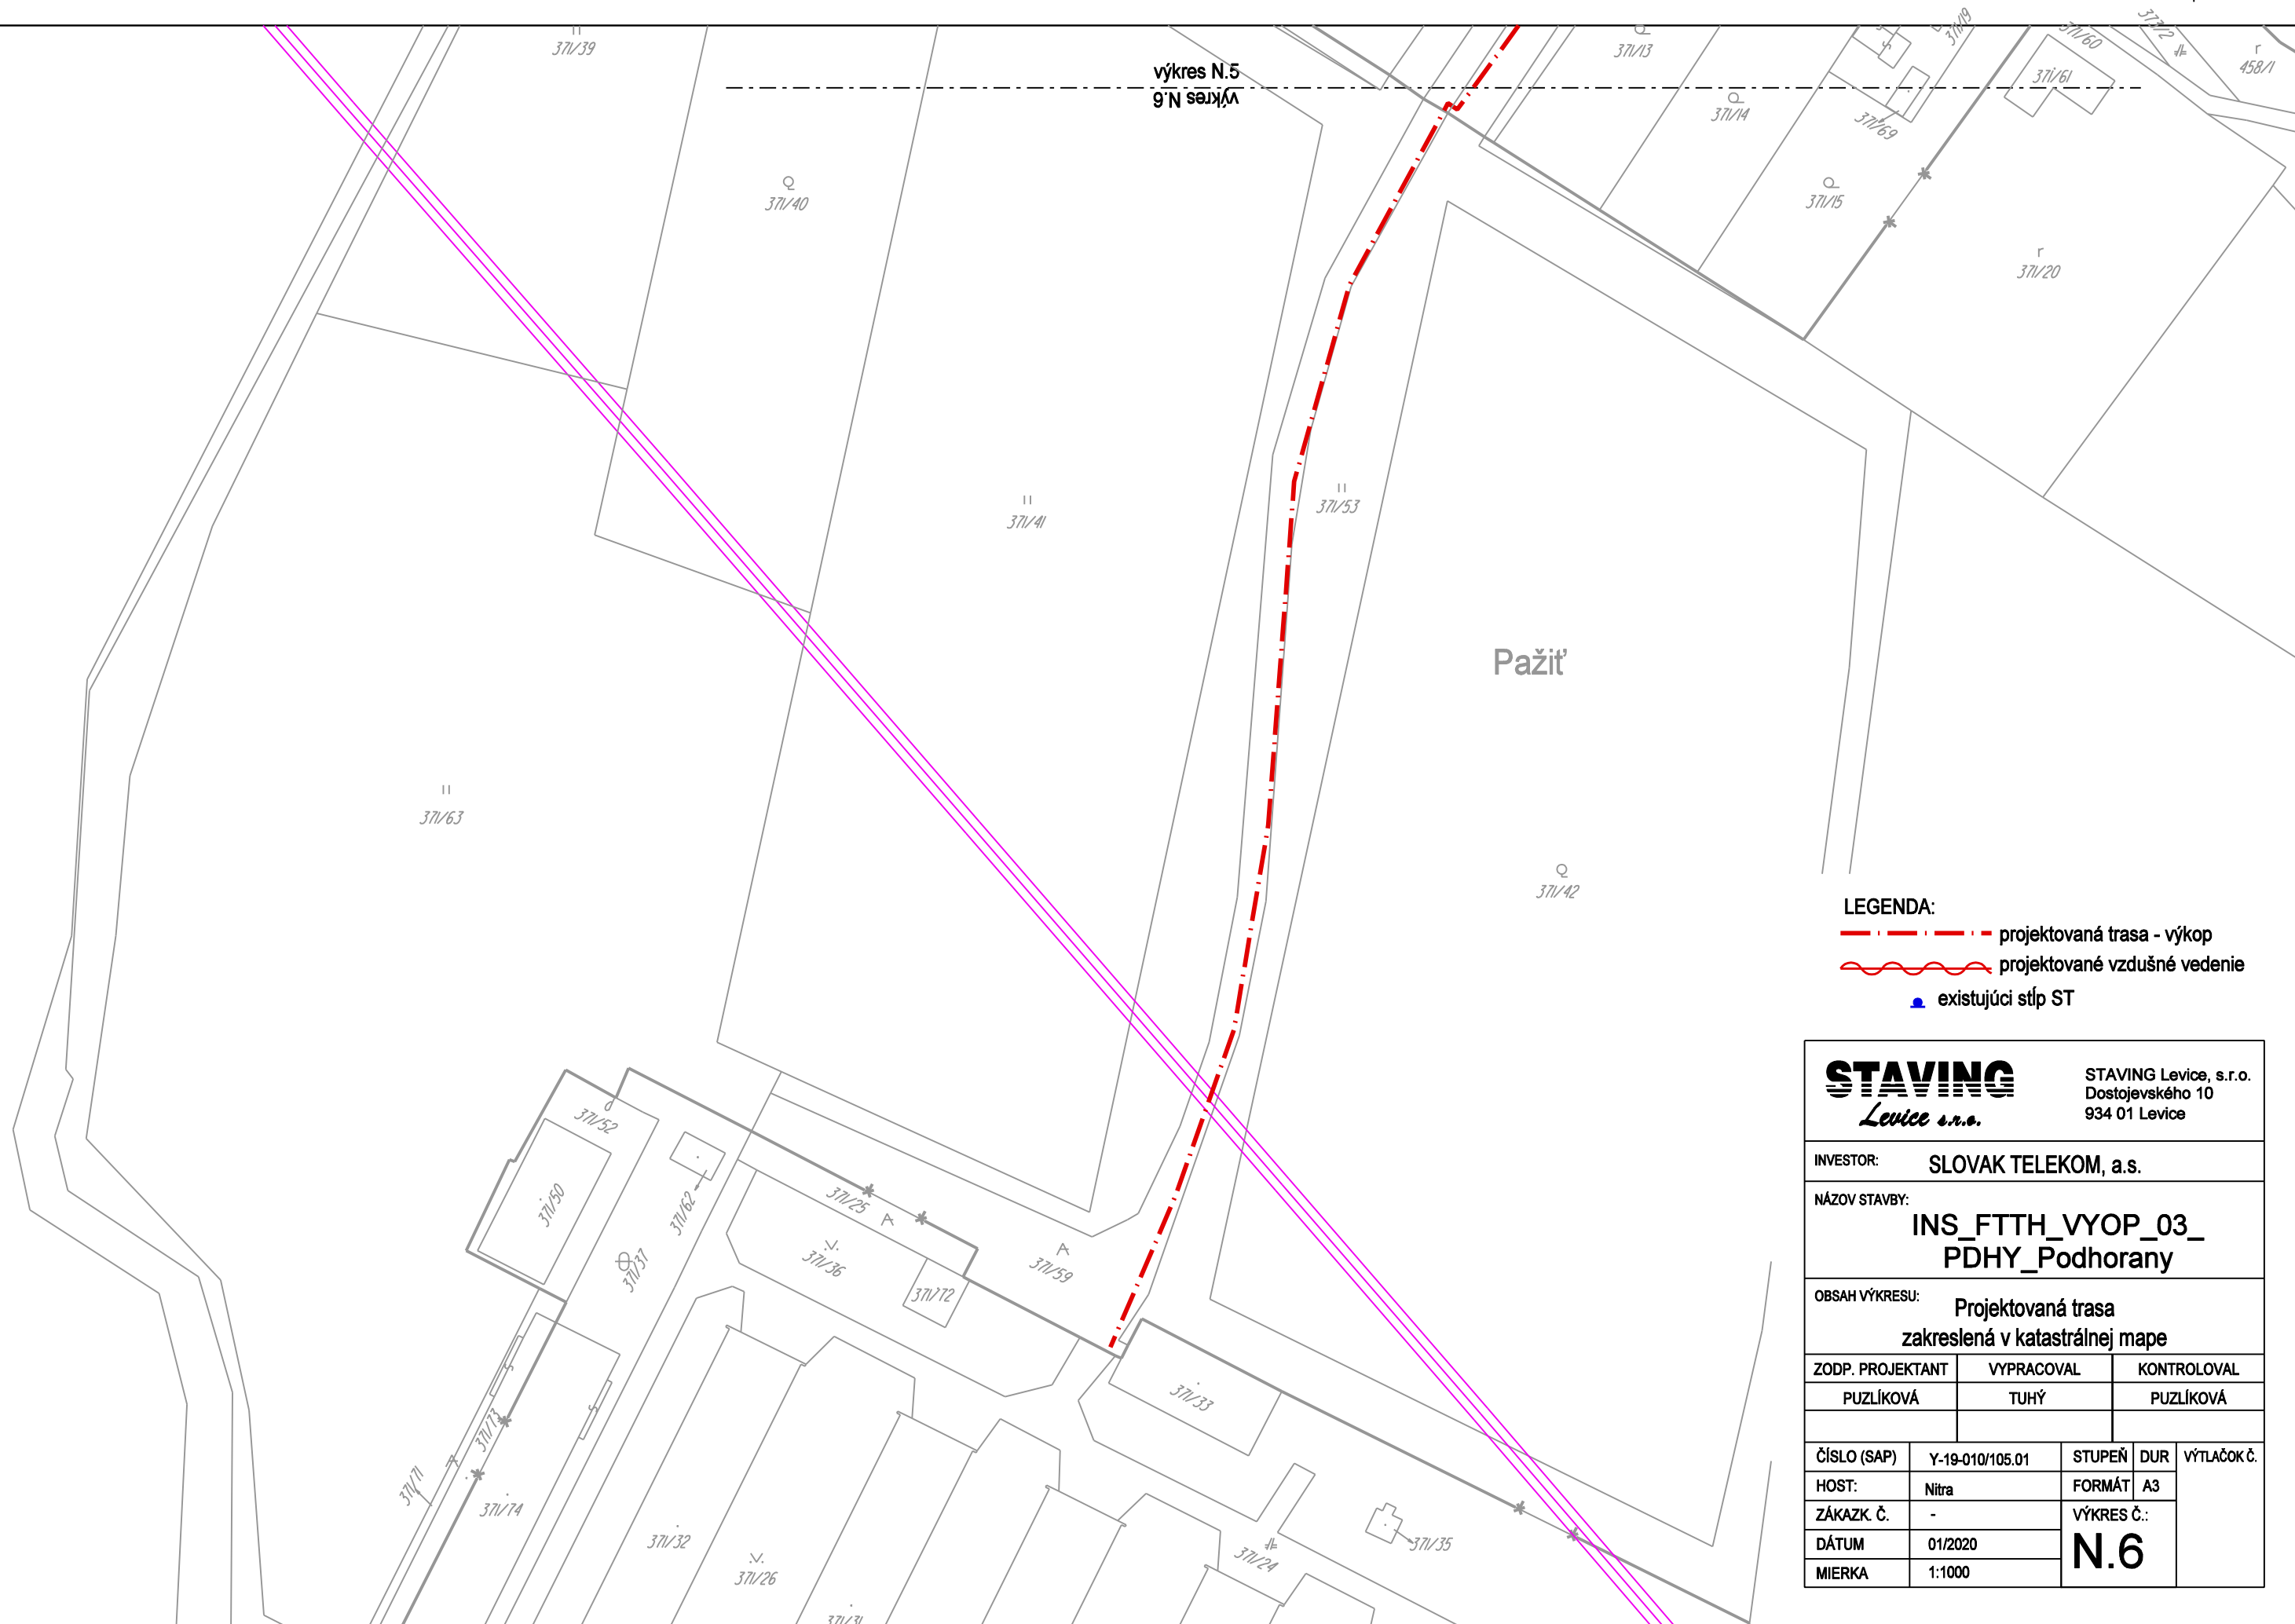 371/39
371/13
371/19
371/60
373/2
458/1
výkres N.5
výkres N.6
371/61
371/14
371/69
371/40
371/15
371/20
371/41
371/53
Pažiť
371/63
371/42
LEGENDA:
projektovaná trasa - výkop
projektované vzdušné vedenie
existujúci stĺp ST
STAVING
Levice s.r.o.
STAVING Levice, s.r.o.
Dostojevského 10
934 01 Levice
INVESTOR: SLOVAK TELEKOM, a.s.
NÁZOV STAVBY:
INS_FTTH_VYOP_03_
PDHY_Podhorany
OBSAH VÝKRESU:
Projektovaná trasa
zakreslená v katastrálnej mape
ZODP. PROJEKTANT VYPRACOVAL KONTROLOVAL
PUZLÍKOVÁ TUHÝ PUZLÍKOVÁ
ČÍSLO (SAP) Y-19-010/105.01 STUPEŇ DUR VÝTLAČOK Č.
HOST: Nitra FORMÁT A3
ZÁKAZK. Č. - VÝKRES Č.:
DÁTUM 01/2020 N.6
MIERKA 1:1000
371/52
371/50
371/62
371/37
371/25
371/36
371/72
371/59
371/33
371/73
371/71
371/74
371/32
371/26
371/24
371/35